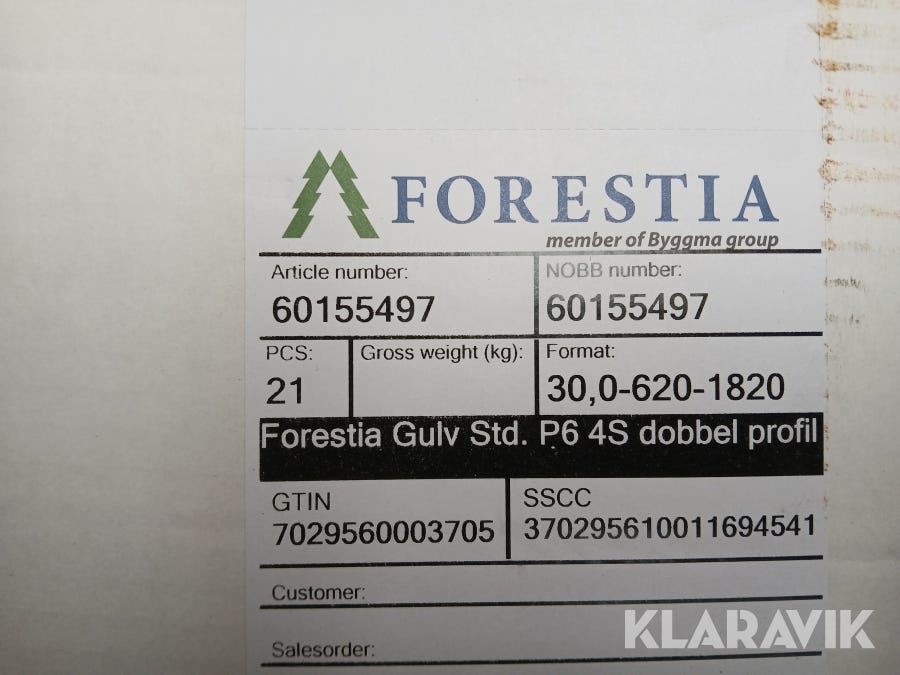 FORESTIA
member of Byggma group
Article number:
60155497
NOBB number:
60155497
PCS:
21
Gross weight (kg):
Format:
30,0-620-1820
Forestia Gulv Std. P6 4S dobbel profil
GTIN
7029560003705
SSCC
370295610011694541
Customer:
Salesorder:
KLARAVIK